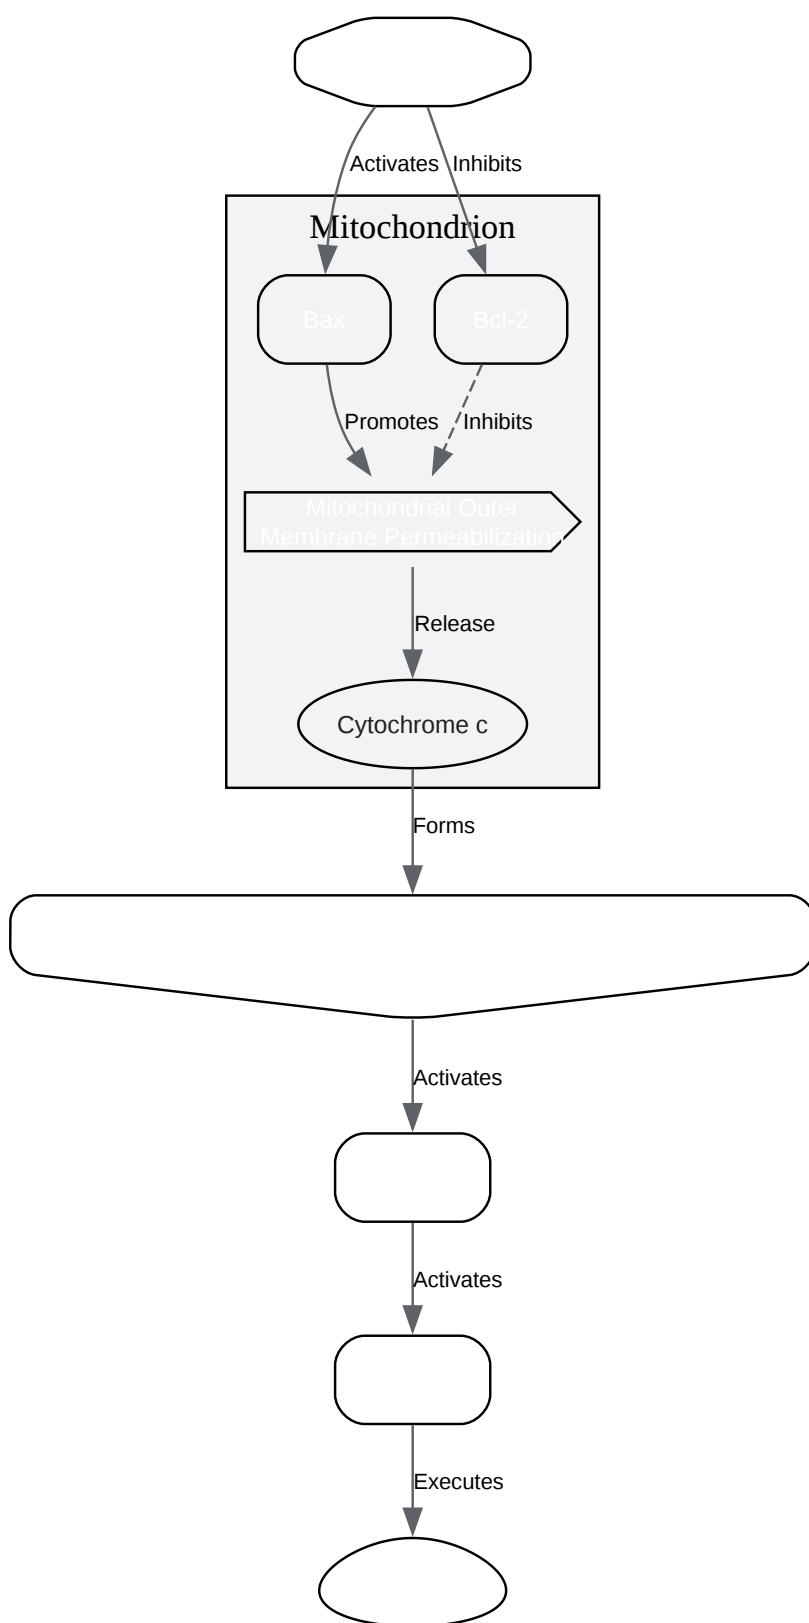 Activates
Inhibits
Mitochondrion
Bax
Bcl-2
Promotes
Inhibits
Mitochondrial Outer
Membrane Permeabilization
Release
Cytochrome c
Forms
Activates
Activates
Executes